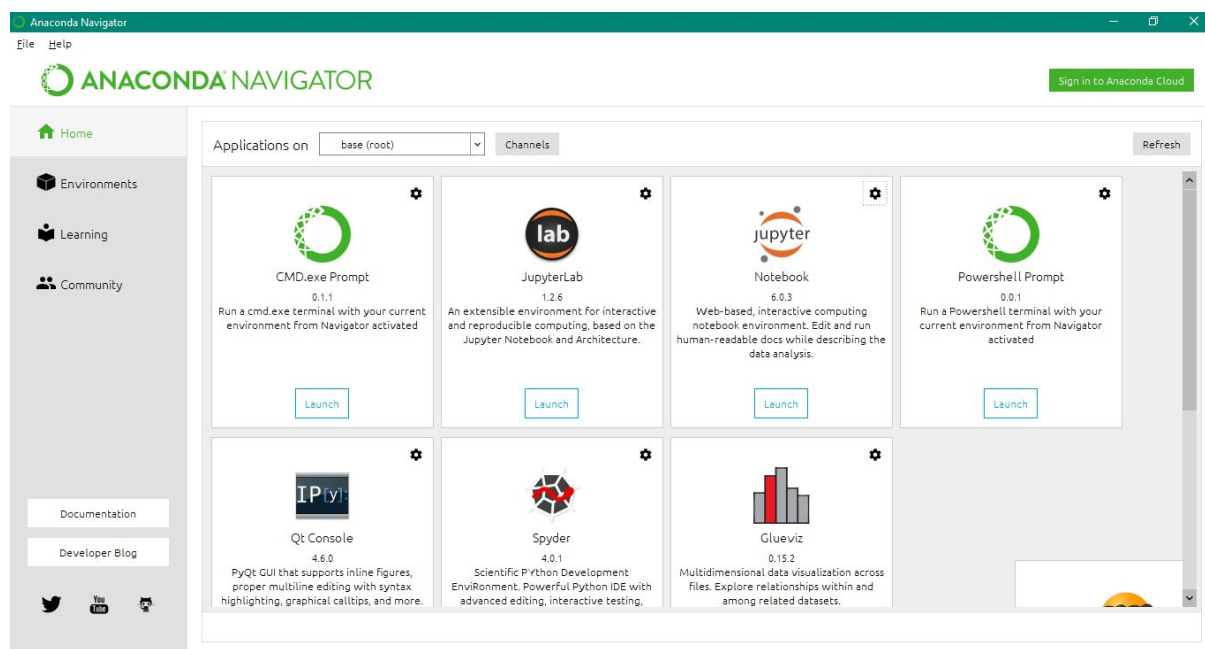 Anaconda Navigator
File Help
ANACONDA NAVIGATOR
Sign in to Anaconda Cloud
Home
Environments
Learning
Community
Documentation
Developer Blog
You
Tube
Applications on base (root) Channels Refresh
CMD.exe Prompt
0.1.1
Run a cmd.exe terminal with your current
environment from Navigator activated
Launch
lab
JupyterLab
1.2.6
An extensible environment for interactive
and reproducible computing, based on the
Jupyter Notebook and Architecture.
Launch
jupyter
Notebook
6.0.3
Web-based, interactive computing
notebook environment. Edit and run
human-readable docs while describing the
data analysis.
Launch
Powershell Prompt
0.0.1
Run a Powershell terminal with your
current environment from Navigator
activated
Launch
IP[y]:
Qt Console
4.6.0
PyQt GUI that supports inline figures,
proper multiline editing with syntax
highlighting, graphical calltips, and more.
Spyder
4.0.1
Scientific PYthon Development
EnviRonment. Powerful Python IDE with
advanced editing, interactive testing,
Glueviz
0.15.2
Multidimensional data visualization across
files. Explore relationships within and
among related datasets.